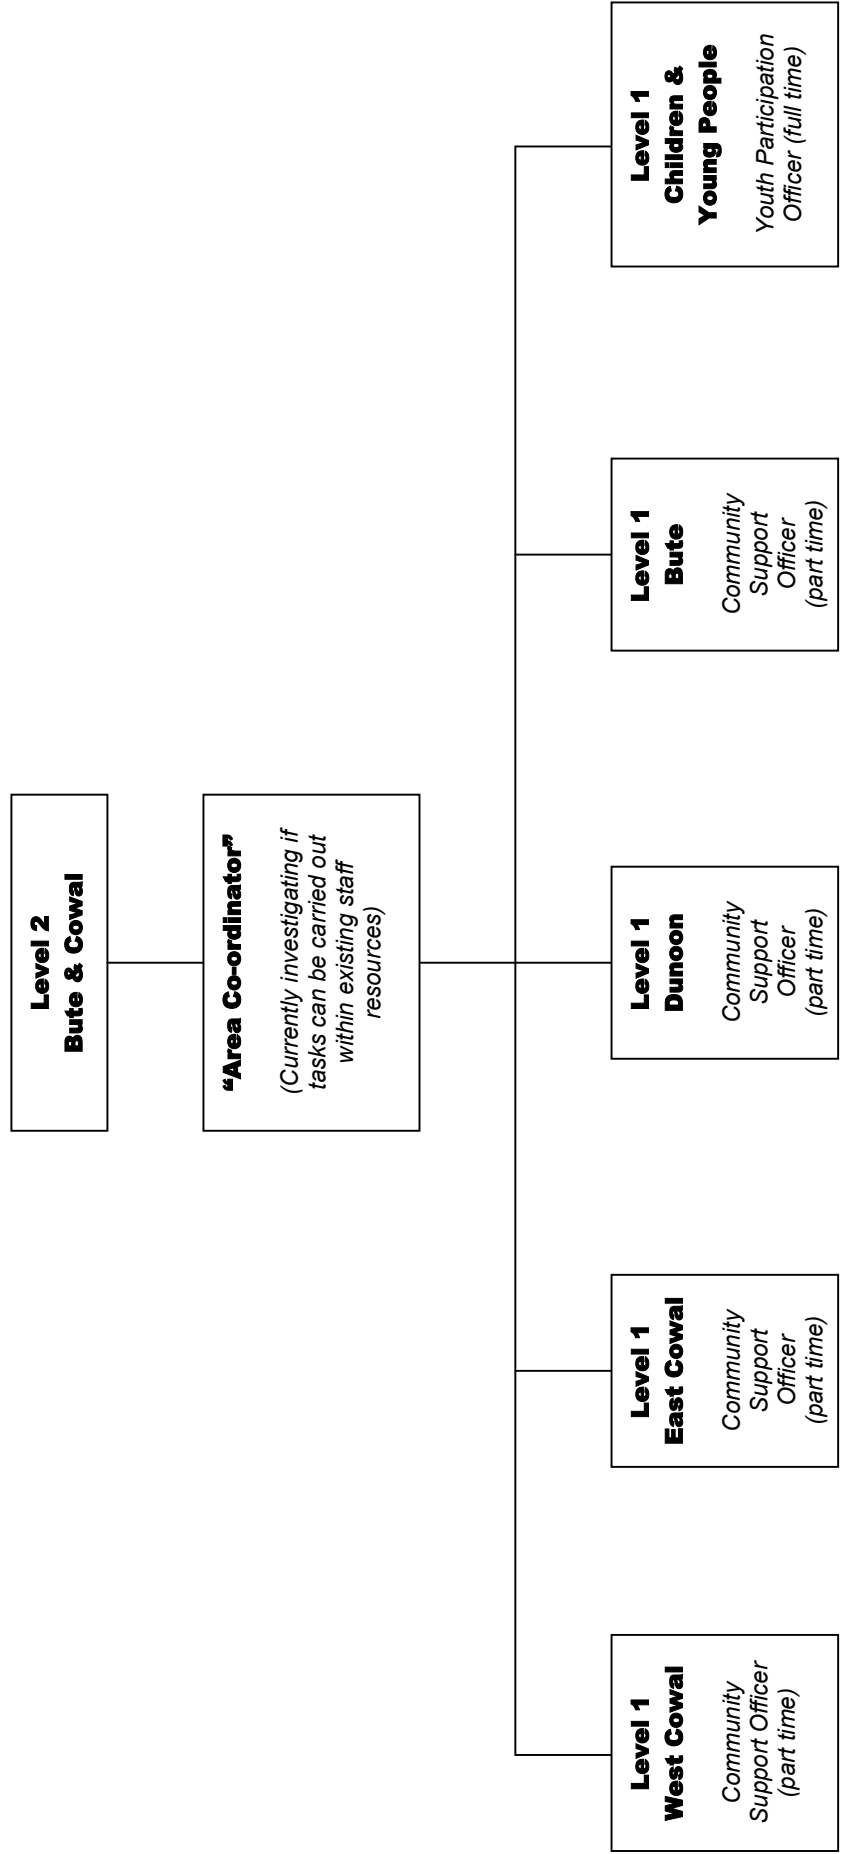 Level 2
Bute & Cowal
“Area Co-ordinator”
(Currently investigating if
tasks can be carried out
within existing staff
resources)
Level 1
West Cowal
Community
Support Officer
(part time)
Level 1
East Cowal
Community
Support
Officer
(part time)
Level 1
Dunoon
Community
Support
Officer
(part time)
Level 1
Bute
Community
Support
Officer
(part time)
Level 1
Children &
Young People
Youth Participation
Officer (full time)